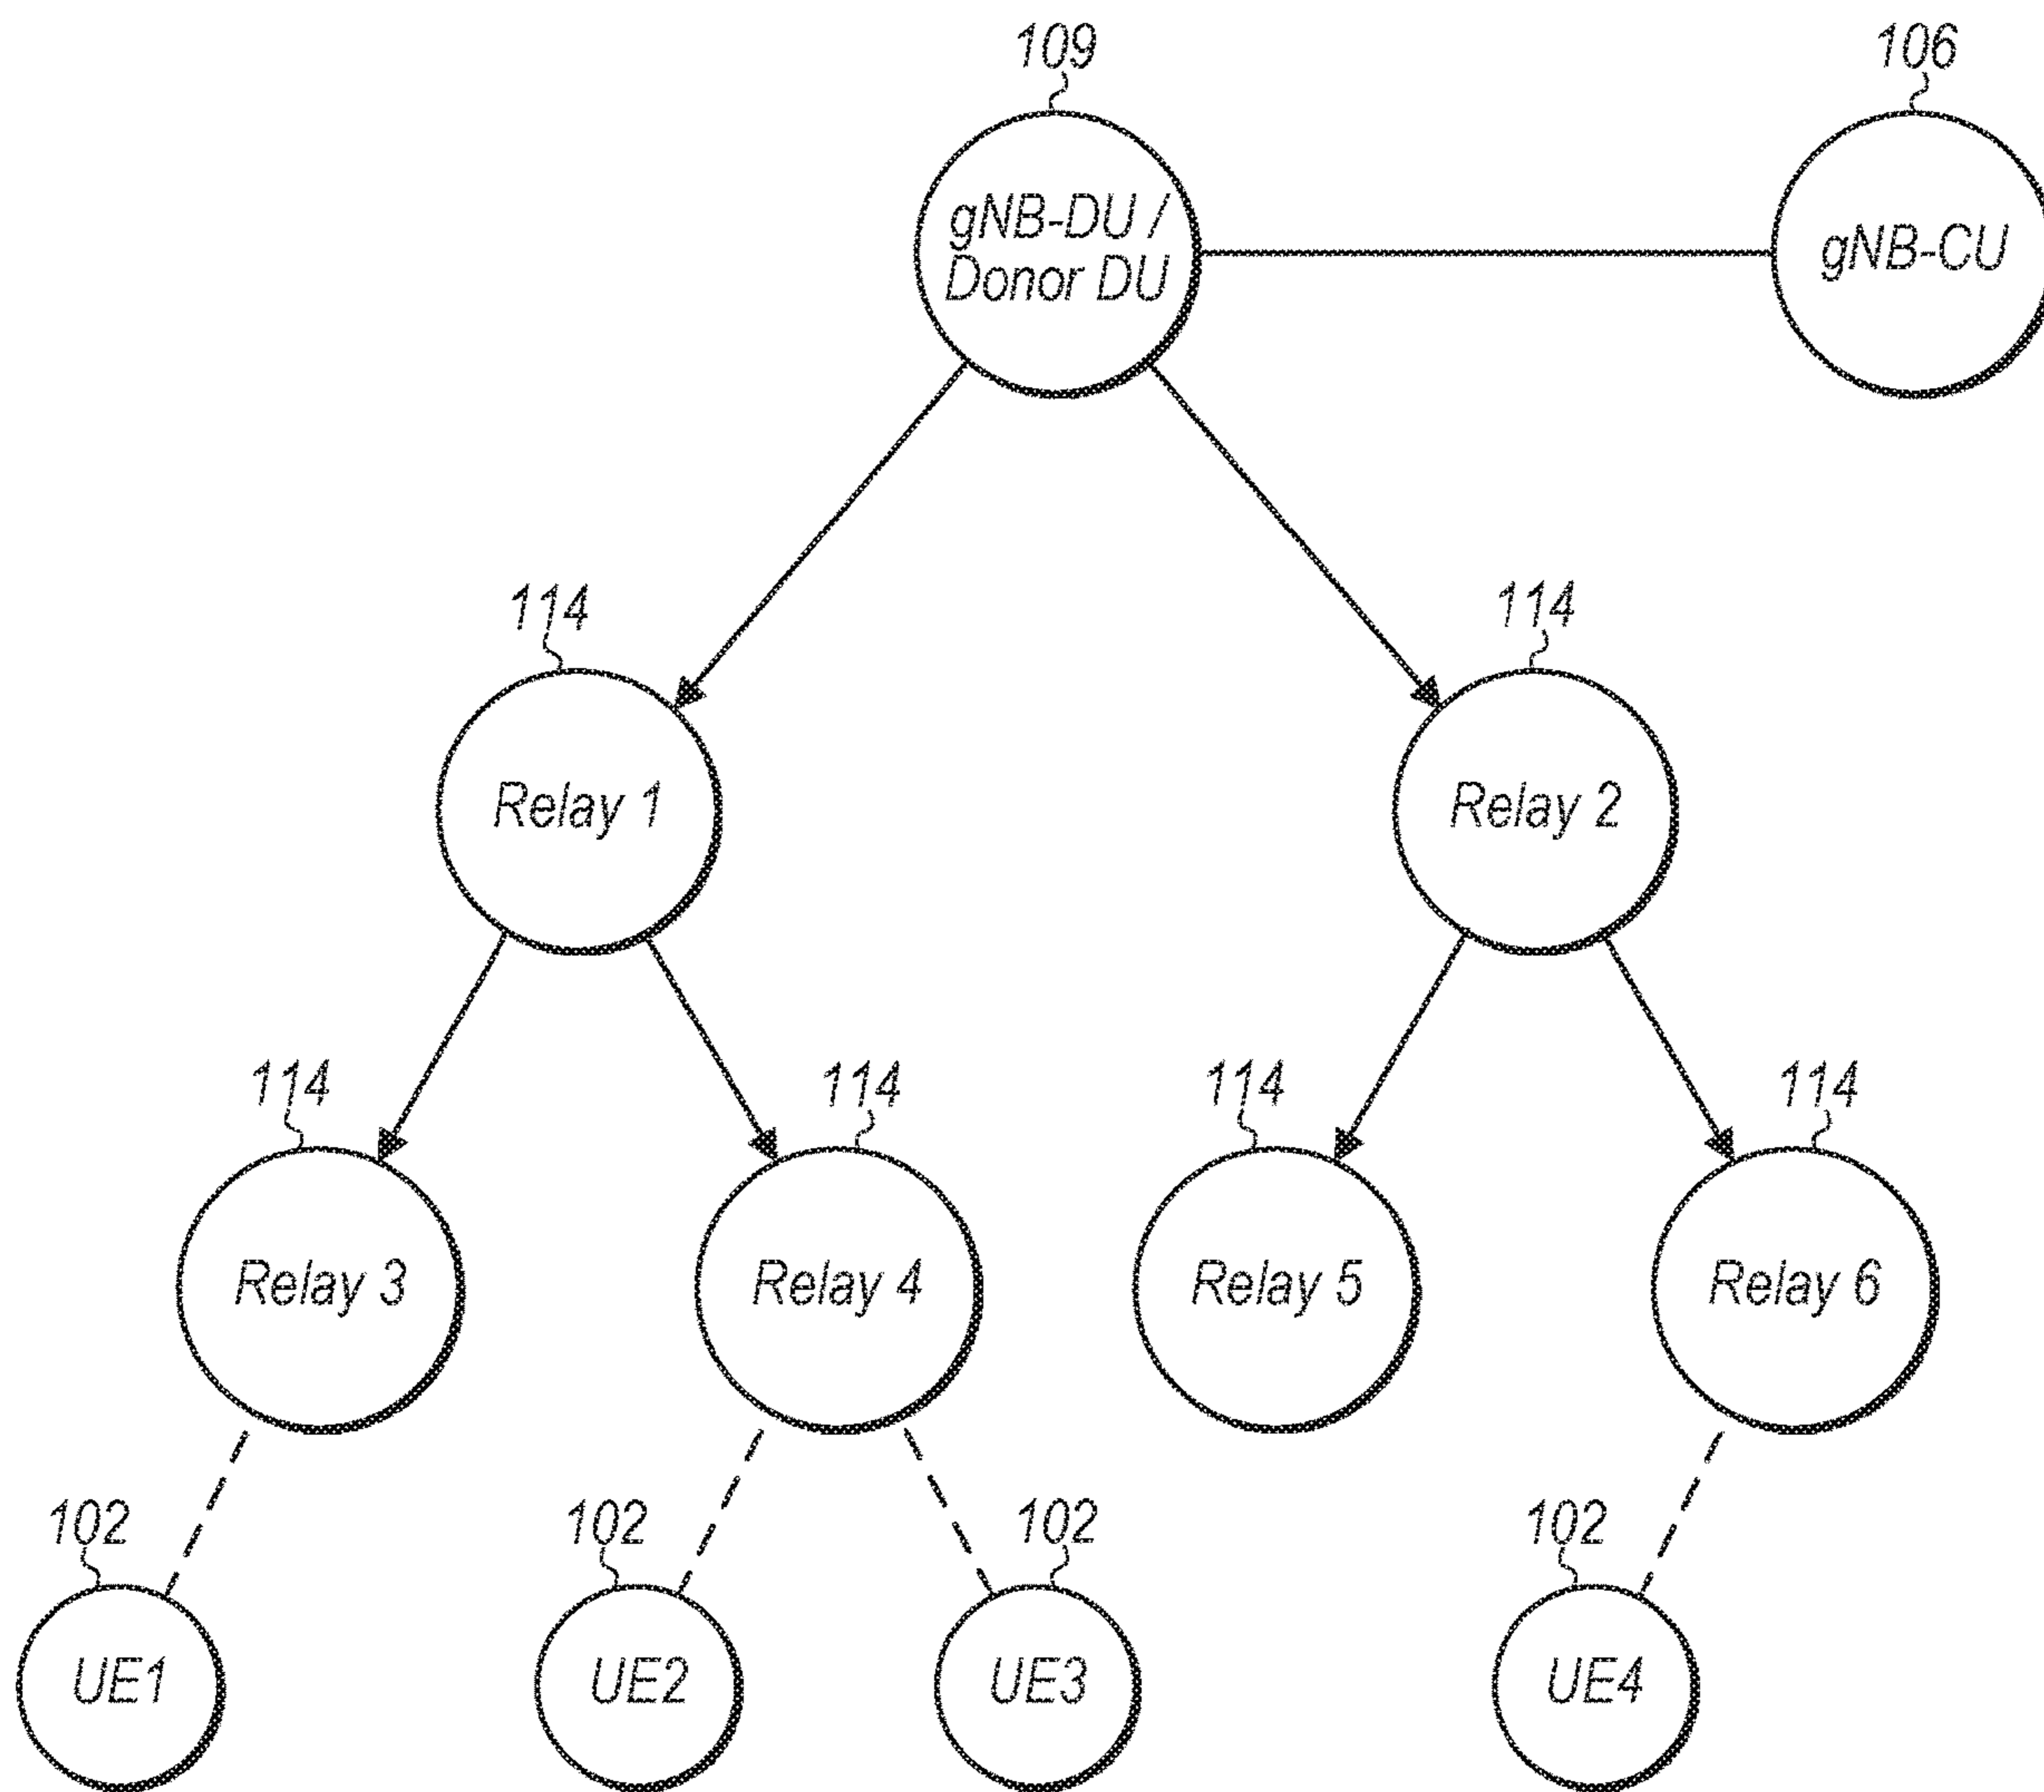 109
106
gNB-DU /
Donor DU
gNB-CU
114
114
Relay 1
Relay 2
114
114
114
114
Relay 3
Relay 4
Relay 5
Relay 6
102
102
102
102
UE1
UE2
UE3
UE4